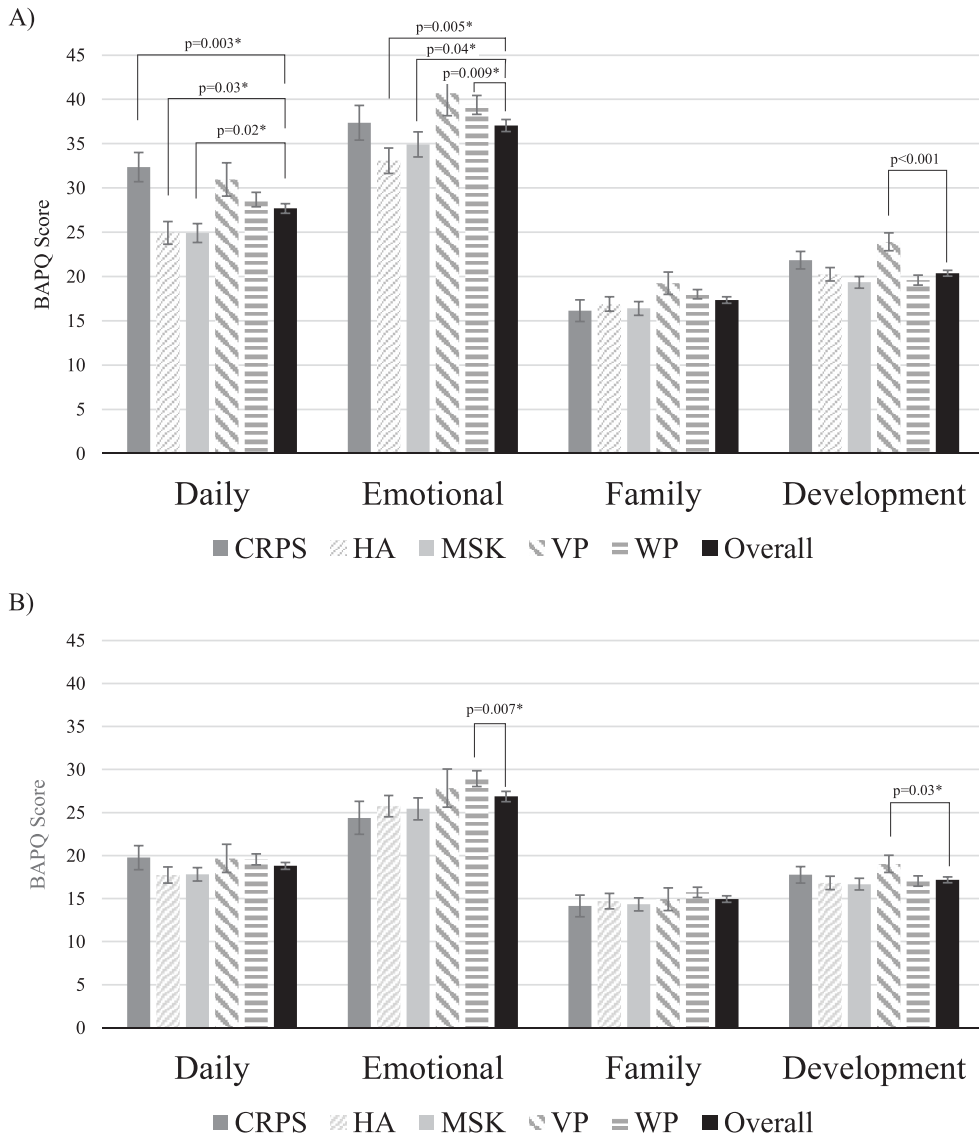 A)
p=0.005*
p=0.003*
p=0.04*
p=0.009*
p=0.03*
p=0.02*
p<0.001
BAPQ Score
45
40
35
30
25
20
15
10
5
0
Daily Emotional Family Development
CRPS HA MSK VP WP Overall
B)
p=0.007*
p=0.03*
BAPQ Score
45
40
35
30
25
20
15
10
5
0
Daily Emotional Family Development
CRPS HA MSK VP WP Overall